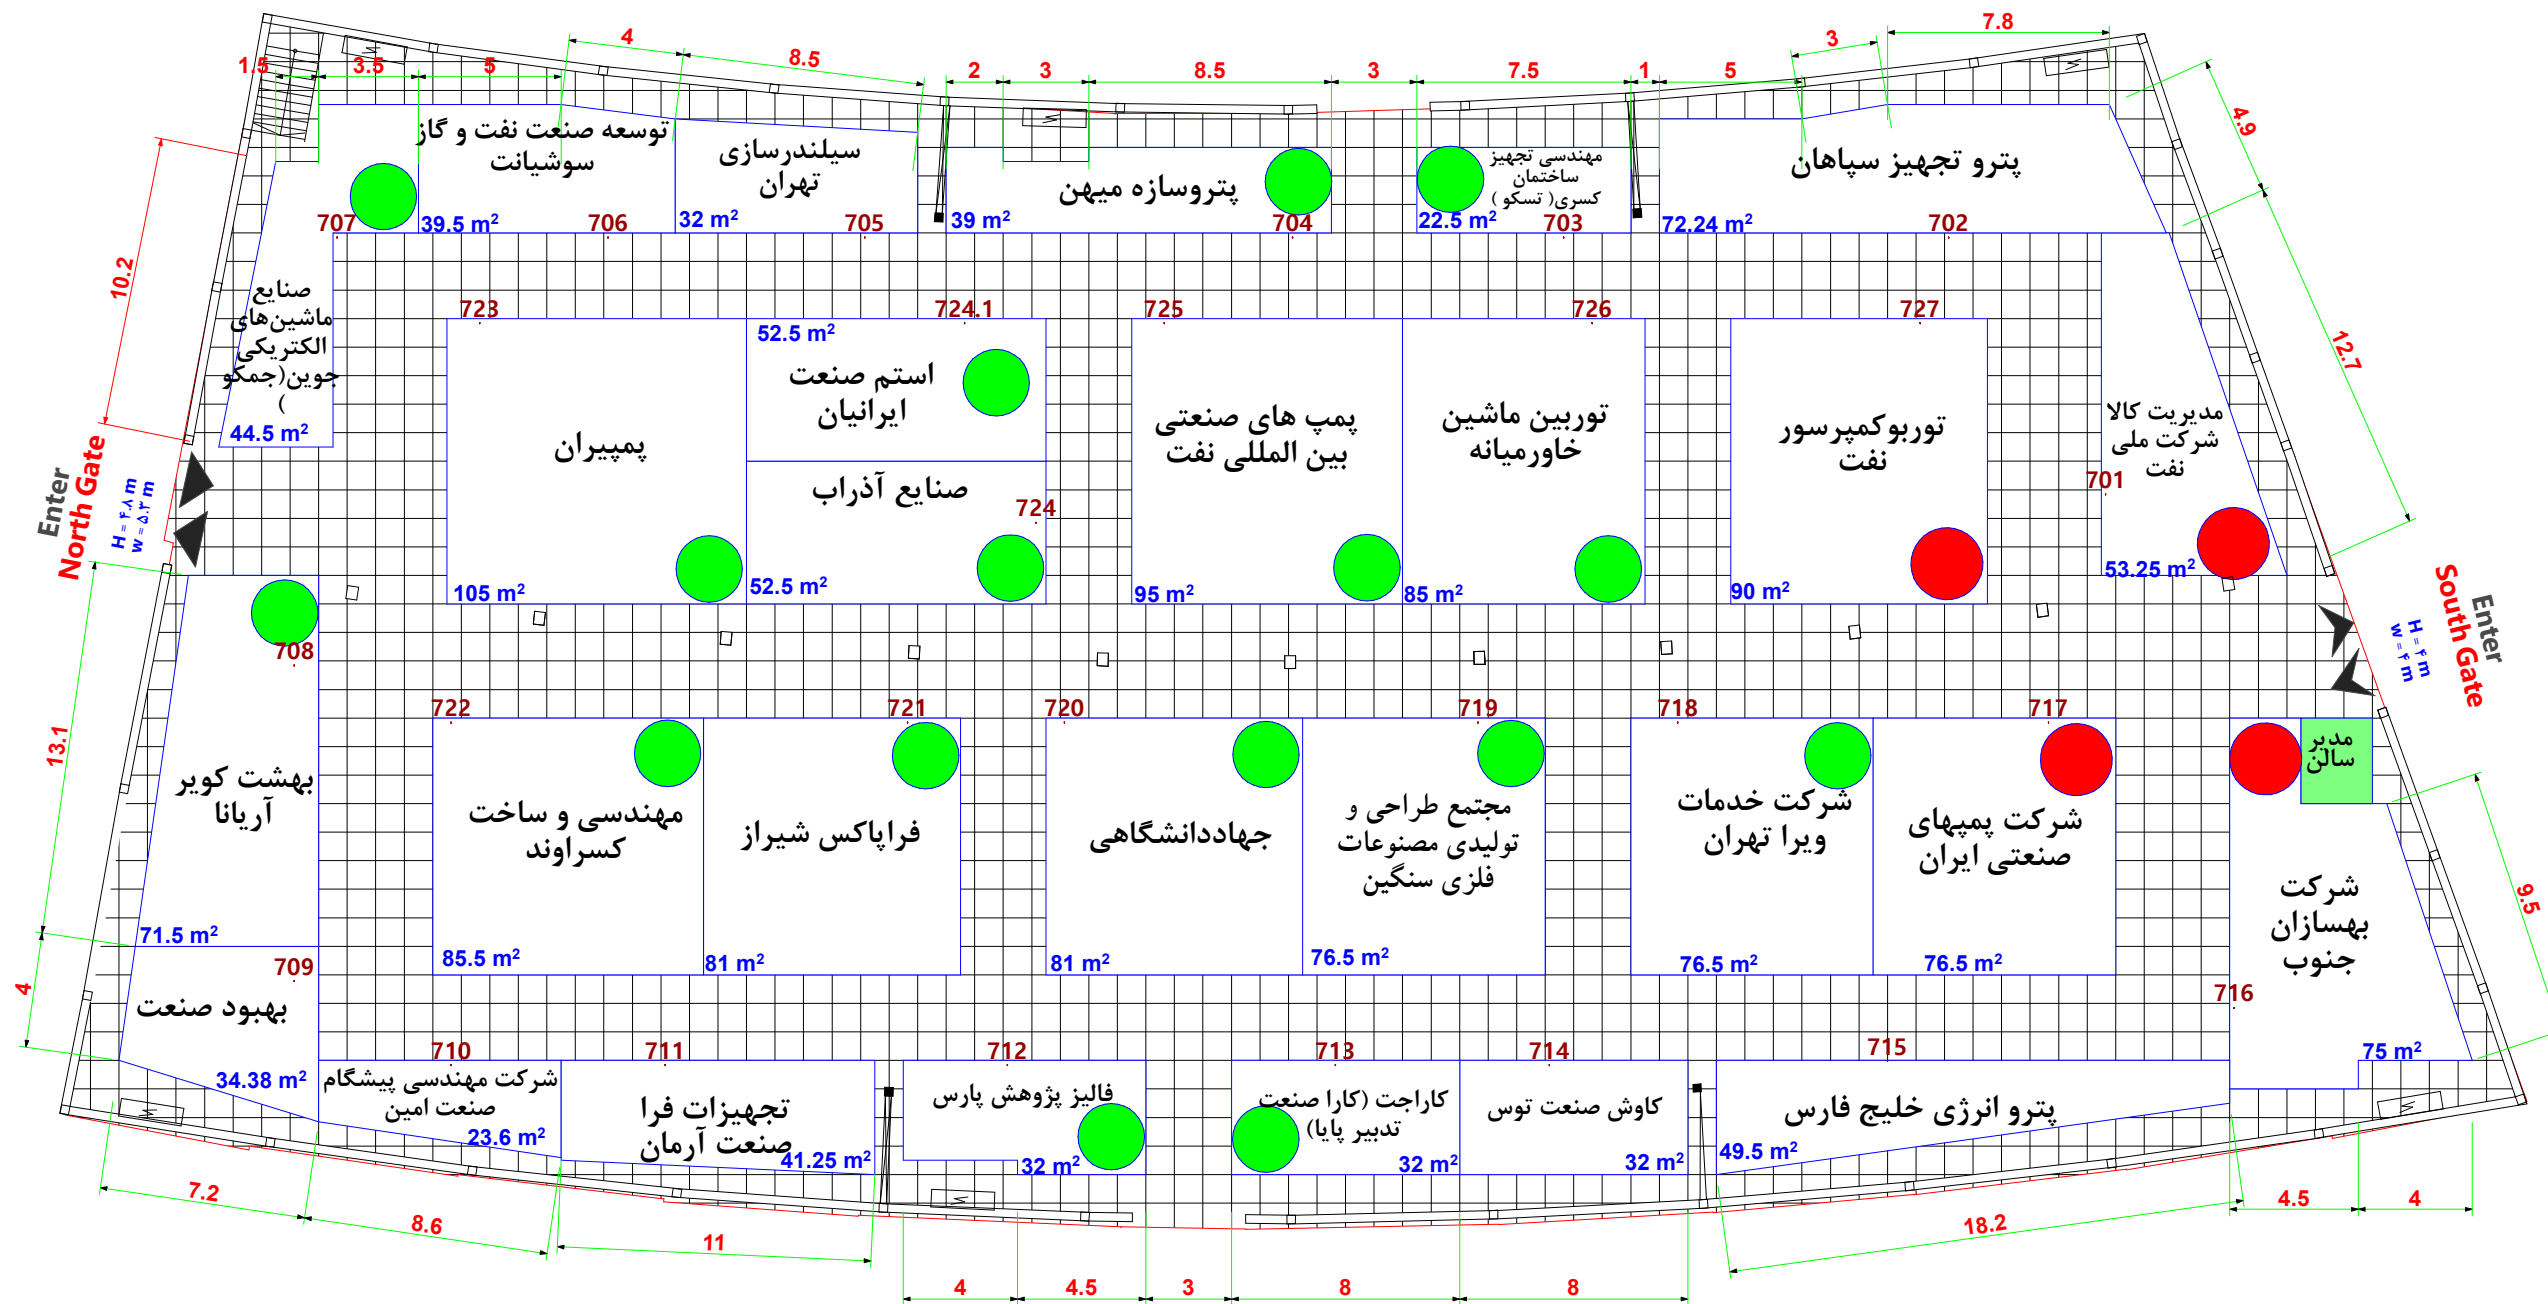 1.5
3.5
5
4
8.5
2
3
8.5
3
7.5
1
5
3
7.8
4.9
12.7
10.2
توسعه صنعت نفت و گاز
سوشیانت
39.5 m²
706
707
سیلندرسازی
تهران
32 m²
705
پتروسازه میهن
39 m²
704
مهندسی تجهیز
ساختمان
کسری( تسکو )
22.5 m²
703
پترو تجهیز سپاهان
72.24 m²
702
صنایع
ماشین‌های
الکتریکی
جوین(جمکو
)
44.5 m²
723
پمپیران
105 m²
724.1
52.5 m²
استم صنعت
ایرانیان
صنایع آذراب
724
52.5 m²
725
پمپ های صنعتی
بین المللی نفت
95 m²
726
توربین ماشین
خاورمیانه
85 m²
727
توربوکمپرسور
نفت
90 m²
مدیریت کالا
شرکت ملی
نفت
701
53.25 m²
Enter
North Gate
H = ۴.۸ m
w = ۵.۲ m
Enter
South Gate
H = ۴ m
w = ۴ m
13.1
4
708
بهشت کویر
آریانا
71.5 m²
709
بهبود صنعت
34.38 m²
722
مهندسی و ساخت
کسراوند
85.5 m²
721
فراپاکس شیراز
81 m²
720
جهاددانشگاهی
81 m²
719
مجتمع طراحی و
تولیدی مصنوعات
فلزی سنگین
76.5 m²
718
شرکت خدمات
ویرا تهران
76.5 m²
717
شرکت پمپهای
صنعتی ایران
76.5 m²
مدیر
سالن
شرکت
بهسازان
جنوب
716
75 m²
9.5
710
شرکت مهندسی پیشگام
صنعت امین
23.6 m²
711
تجهیزات فرا
صنعت آرمان
41.25 m²
712
فالیز پژوهش پارس
32 m²
713
کاراجت (کارا صنعت
تدبیر پایا)
32 m²
714
کاوش صنعت توس
32 m²
715
پترو انرژی خلیج فارس
49.5 m²
7.2
8.6
11
4
4.5
3
8
8
18.2
4.5
4